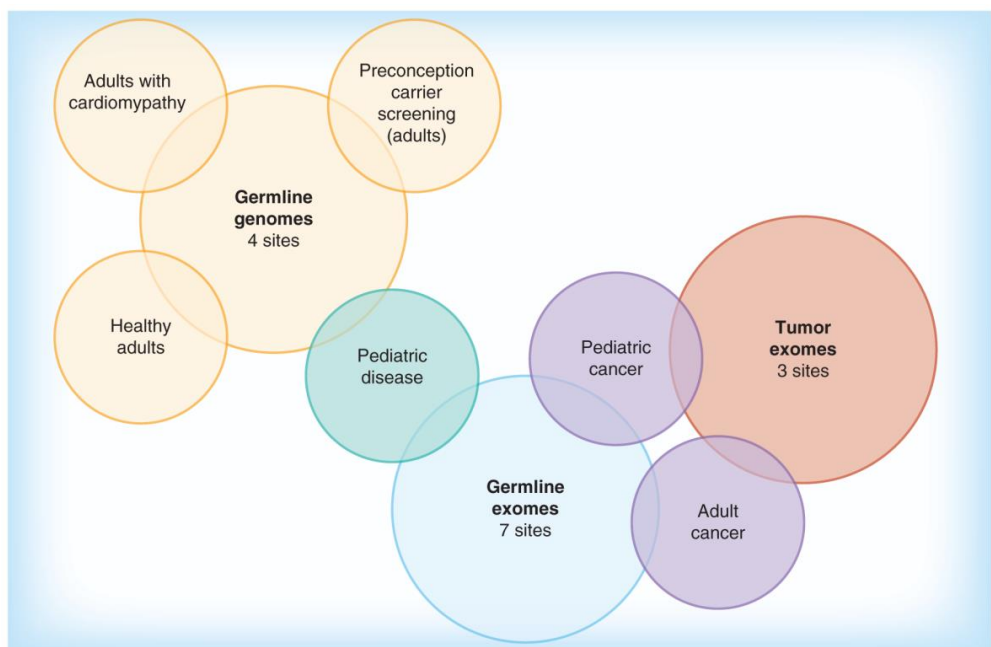 Adults with
cardiomypathy
Preconception
carrier
screening
(adults)
Germline
genomes
4 sites
Healthy
adults
Pediatric
disease
Pediatric
cancer
Tumor
exomes
3 sites
Germline
exomes
7 sites
Adult
cancer